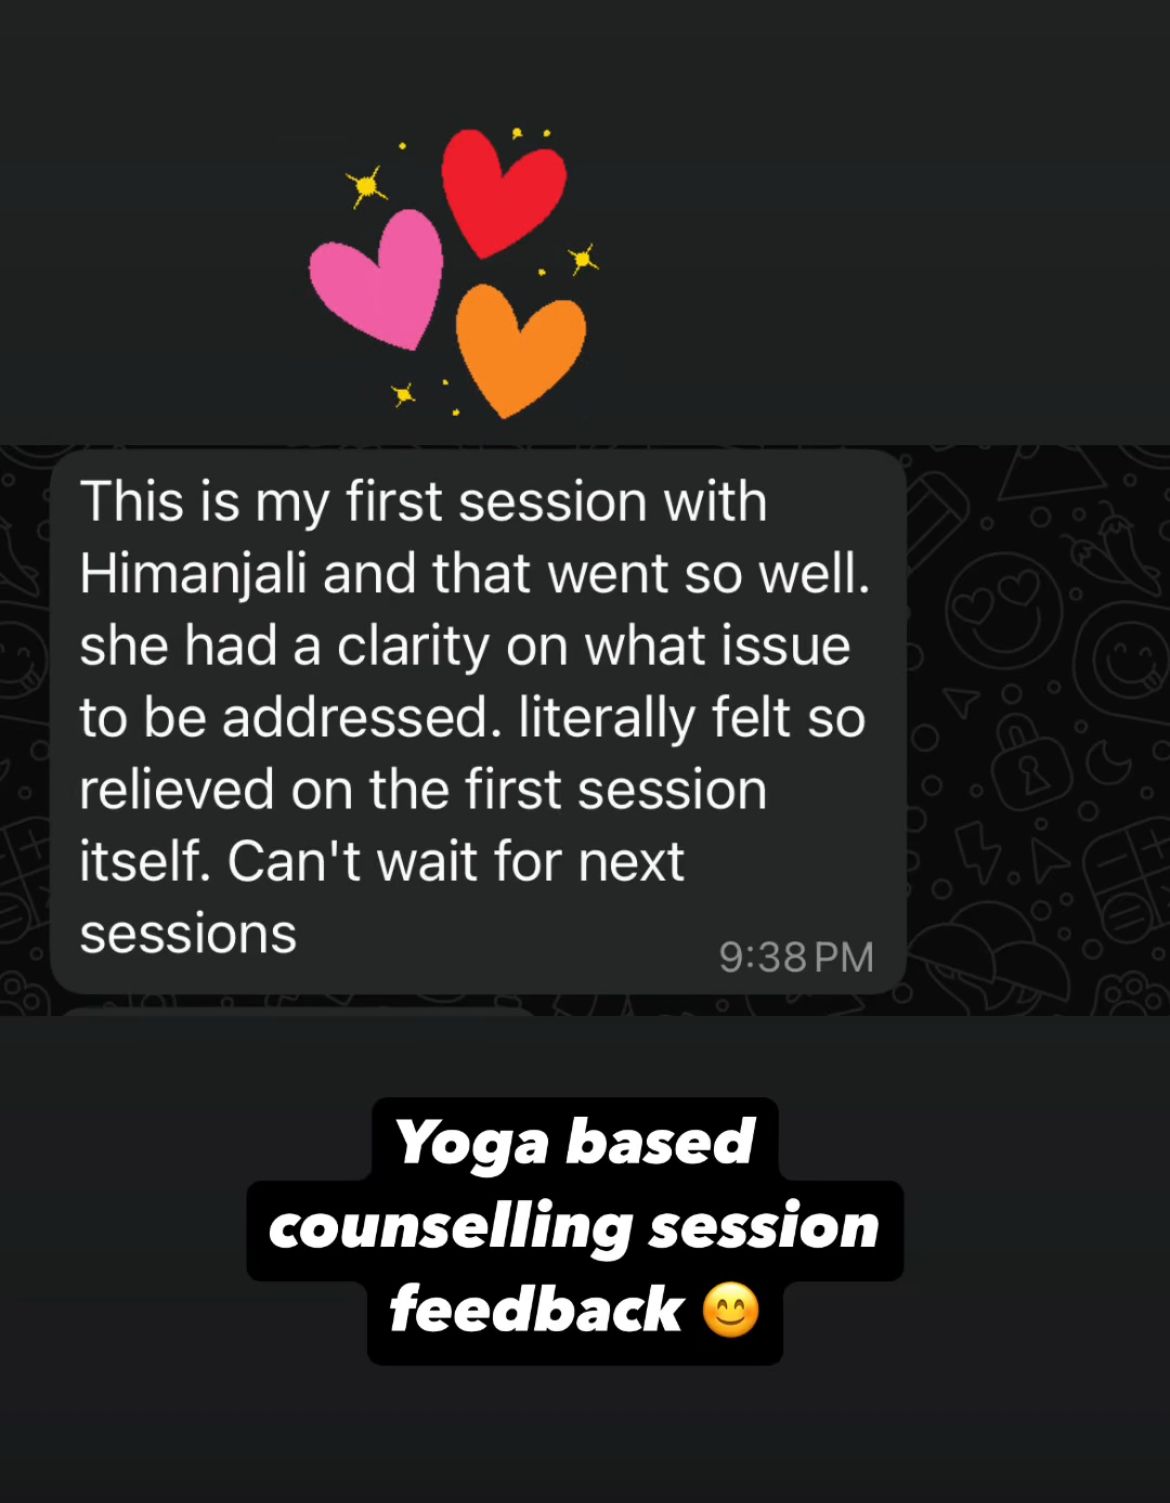 This is my first session with
Himanjali and that went so well.
she had a clarity on what issue
to be addressed. literally felt so
relieved on the first session
itself. Can't wait for next
sessions
9:38 PM
Yoga based
counselling session
feedback 😊